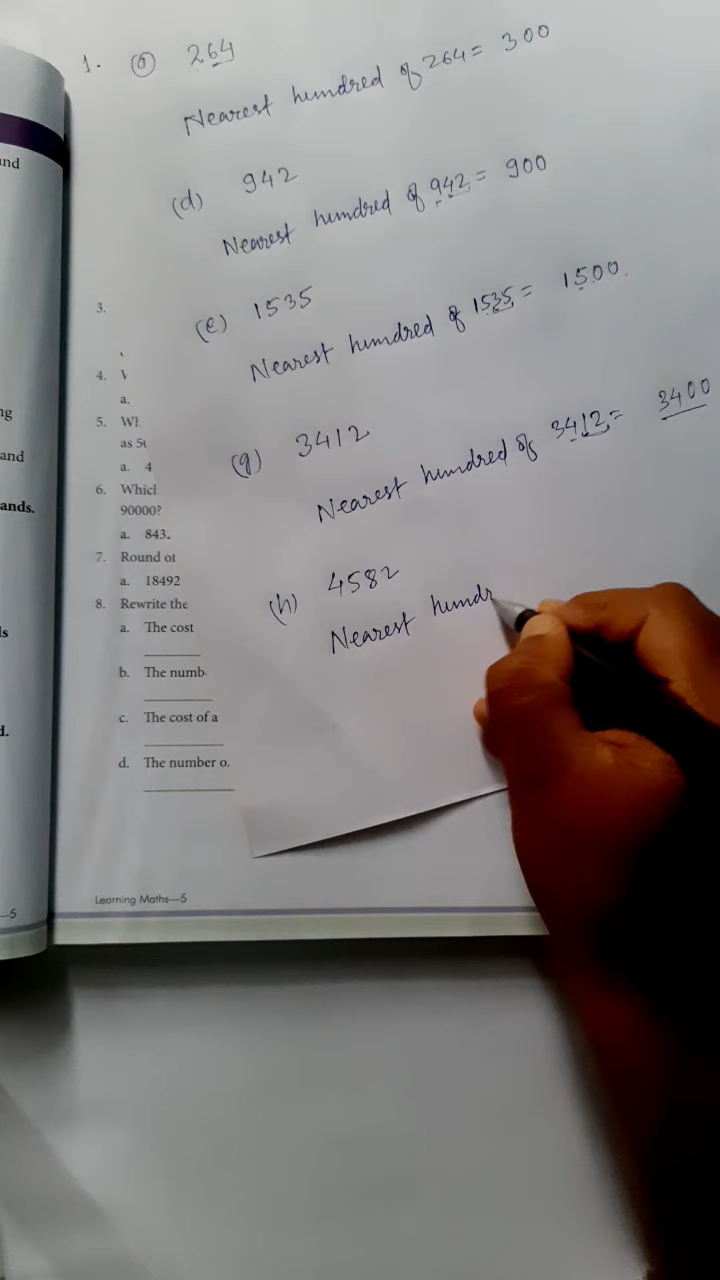 1. (a) 264
Nearest hundred of 264 = 300
(d) 942
Nearest hundred of 942 = 900
(e) 1535
Nearest hundred of 1535 = 1500.
(g) 3412
Nearest hundred of 3412 = 3400
(h) 4582
Nearest hundr
and
ands.
d.
—5
3.
4.
a.
5.
as
a. 4
6. Which
90000?
a. 843
7. Round
a. 18492
8. Rewrite the
a. The cost
b. The numb
c. The cost of a
d. The number
Learning Maths—5